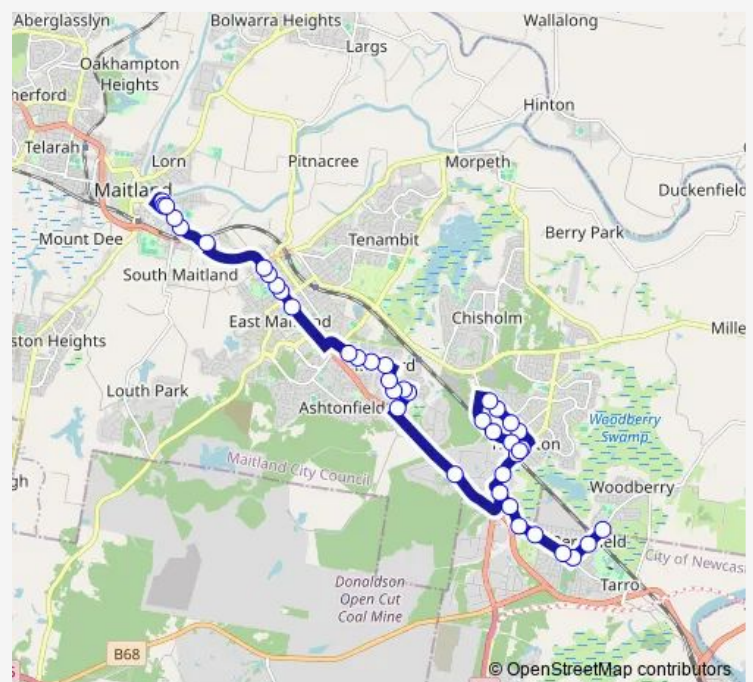 Aberglasslyn
Bolwarra Heights
Wallalong
Largs
Oakhampton
Heights
herford
Hinton
Telarah
Lorn
Pitnacree
Morpeth
Maitland
Duckenfield
Mount Dee
Tenambit
Berry Park
South Maitland
East Maitland
Chisholm
Mille
ston Heights
Louth Park
Ashtonfield
Woodberry
Swamp
Maitland City Council
gh
Woodberry
City of Newcas
Tarro
Donaldson
Open Cut
Coal Mine
B68
© OpenStreetMap contributors